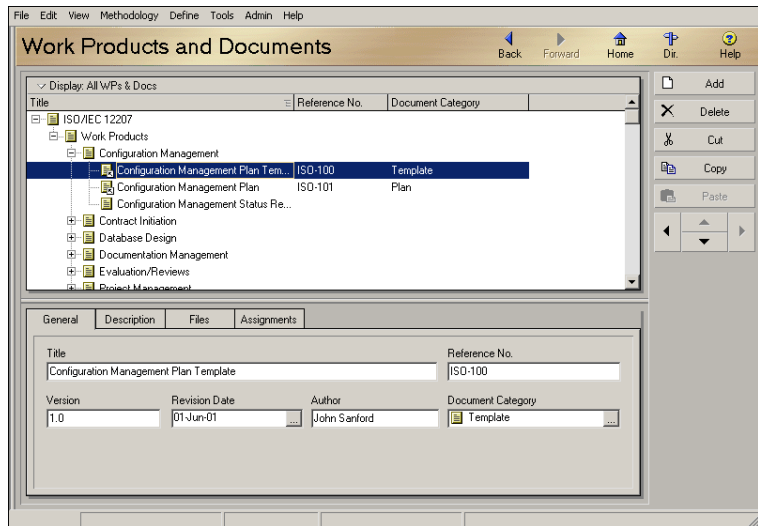 File Edit View Methodology Define Tools Admin Help
Work Products and Documents
Back Forward Home Dir. Help
Display: All WPs & Docs
Title Reference No. Document Category
ISO/IEC 12207
Work Products
Configuration Management
Configuration Management Plan Tem... ISO-100 Template
Configuration Management Plan ISO-101 Plan
Configuration Management Status Re...
Contract Initiation
Database Design
Documentation Management
Evaluation/Reviews
Project Management
Add
Delete
Cut
Copy
Paste
General Description Files Assignments
Title Reference No.
Configuration Management Plan Template ISO-100
Version Revision Date Author Document Category
1.0 01-Jun-01 ... John Sanford Template ...